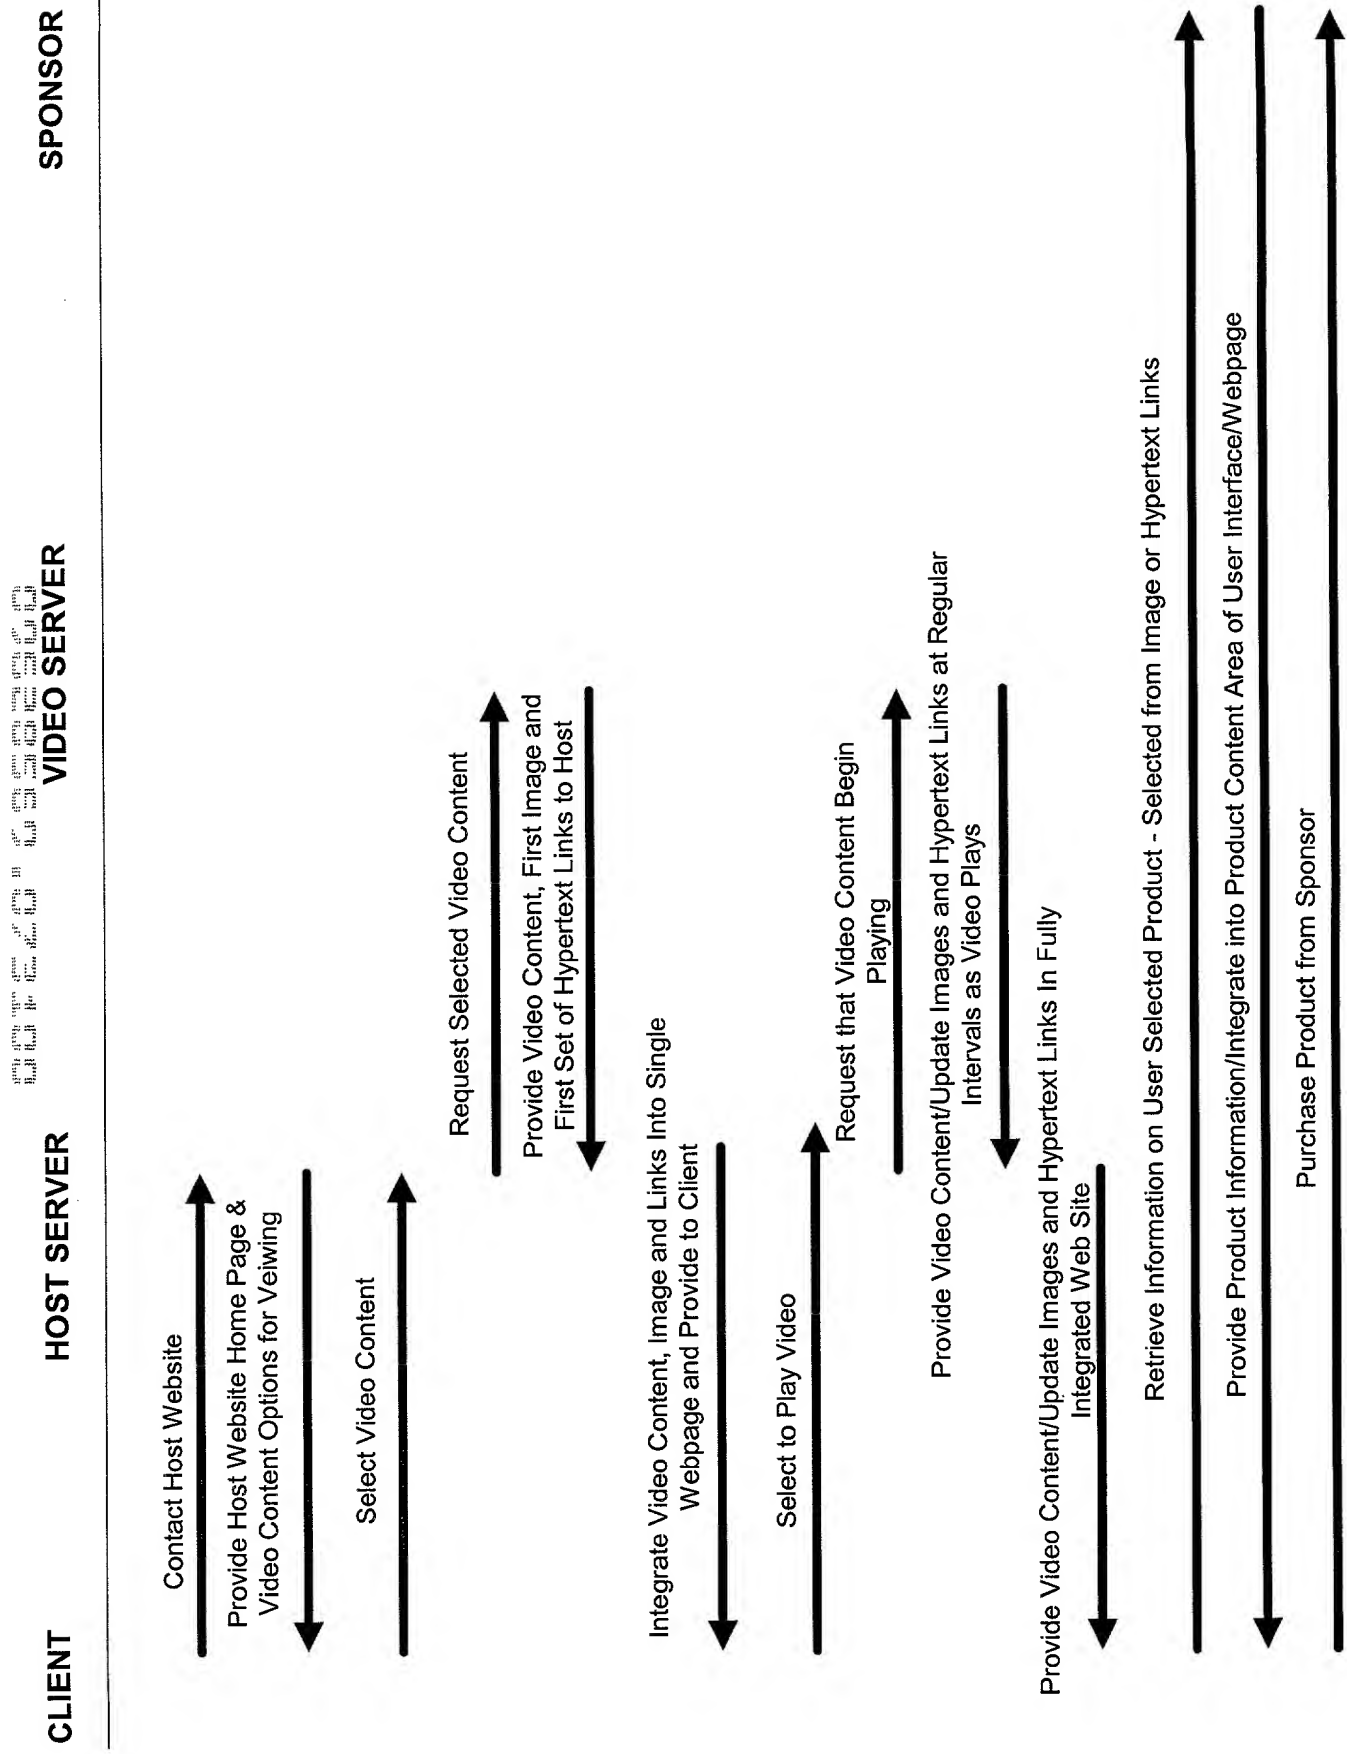 CLIENT
HOST SERVER
VIDEO SERVER
SPONSOR
Contact Host Website
Provide Host Website Home Page &
Video Content Options for Veiwing
Select Video Content
Request Selected Video Content
Provide Video Content, First Image and
First Set of Hypertext Links to Host
Integrate Video Content, Image and Links Into Single
Webpage and Provide to Client
Select to Play Video
Request that Video Content Begin
Playing
Provide Video Content/Update Images and Hypertext Links at Regular
Intervals as Video Plays
Provide Video Content/Update Images and Hypertext Links In Fully
Integrated Web Site
Retrieve Information on User Selected Product - Selected from Image or Hypertext Links
Provide Product Information/Integrate into Product Content Area of User Interface/Webpage
Purchase Product from Sponsor